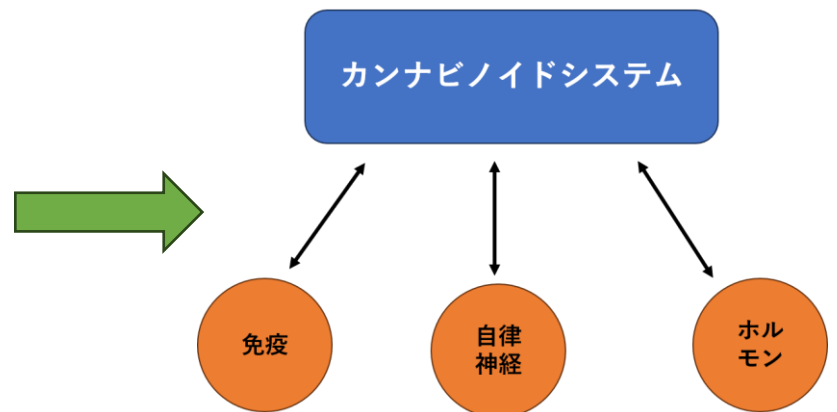 カンナビノイドシステム
免疫
自律
神経
ホル
モン